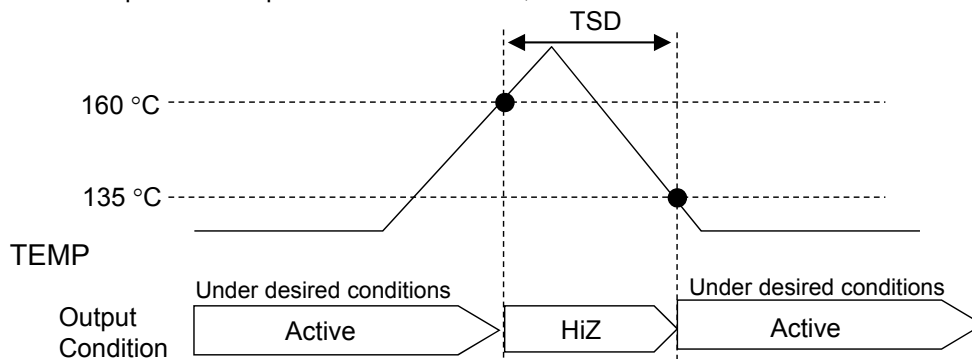 TSD
160 °C
135 °C
TEMP
Under desired conditions
Under desired conditions
Output
Condition
Active
HiZ
Active